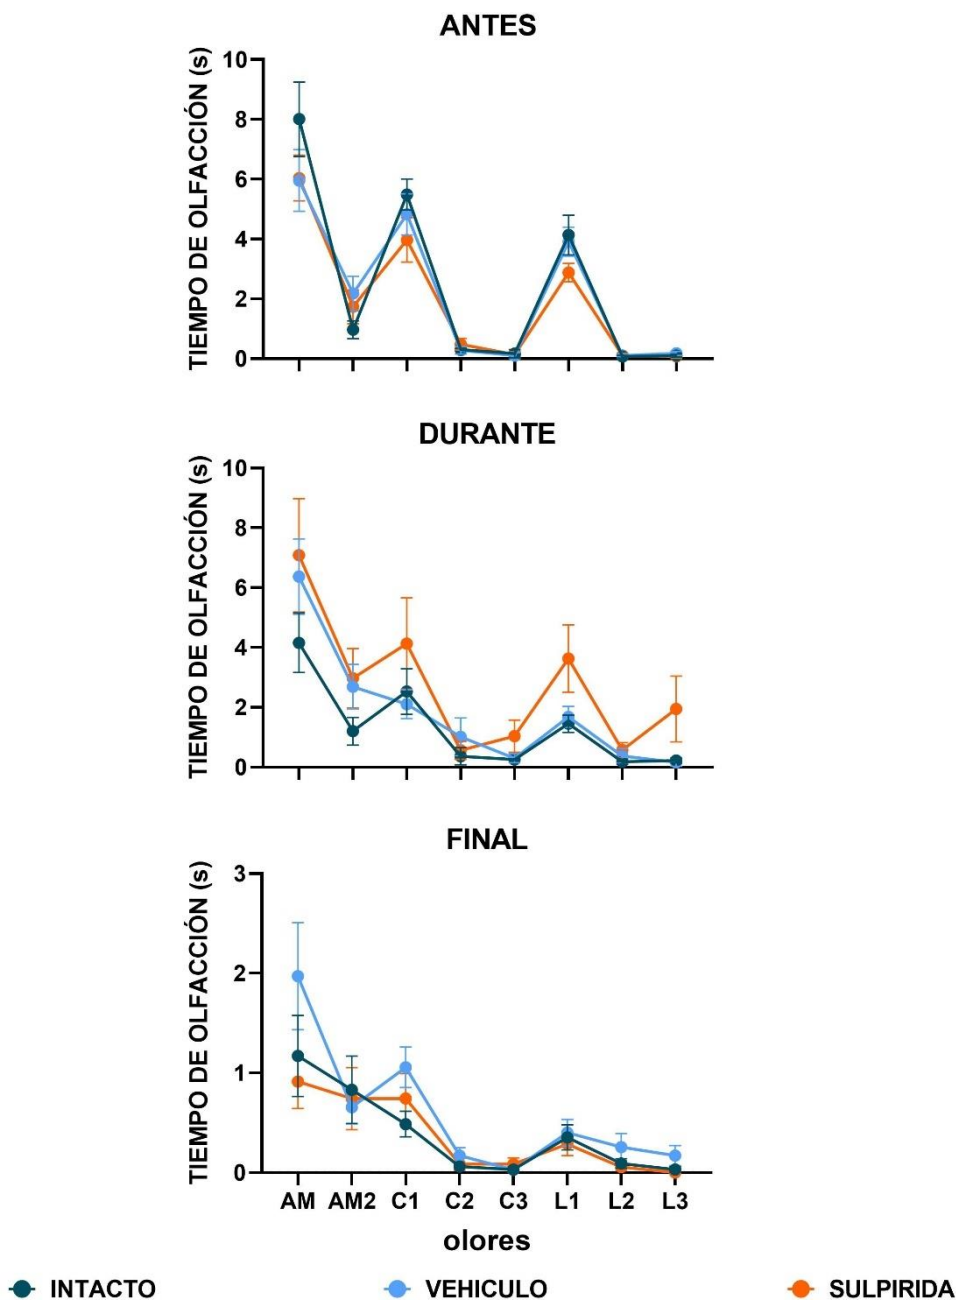 ANTES
TIEMPO DE OLFACCIÓN (s)
10
8
6
4
2
0
DURANTE
TIEMPO DE OLFACCIÓN (s)
10
8
6
4
2
0
FINAL
TIEMPO DE OLFACCIÓN (s)
3
2
1
0
AM AM2 C1 C2 C3 L1 L2 L3
olores
INTACTO VEHICULO SULPIRIDA